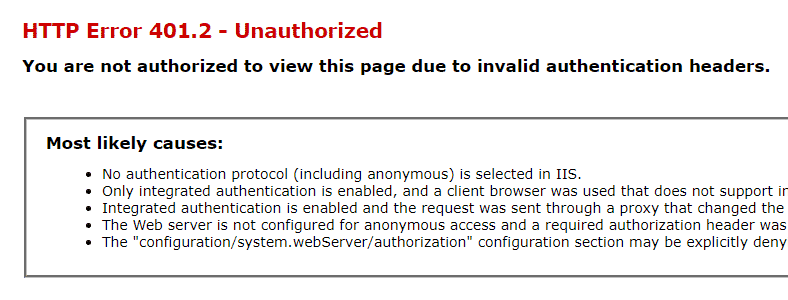 HTTP Error 401.2 - Unauthorized
You are not authorized to view this page due to invalid authentication headers.
Most likely causes:
No authentication protocol (including anonymous) is selected in IIS.
Only integrated authentication is enabled, and a client browser was used that does not support
Integrated authentication is enabled and the request was sent through a proxy that changed the
The Web server is not configured for anonymous access and a required authorization header was
The "configuration/system.webServer/authorization" configuration section may be explicitly deny